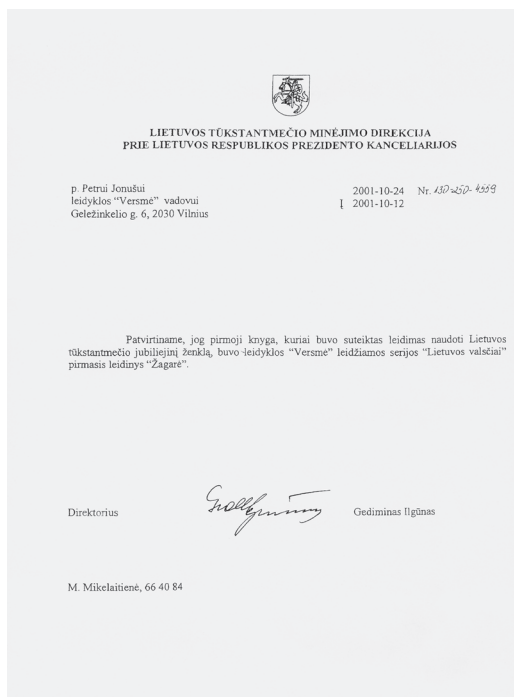 LIETUVOS TŪKSTANTMEČIO MINĖJIMO DIREKCIJA
PRIE LIETUVOS RESPUBLIKOS PREZIDENTO KANCELIARIJOS
p. Petrui Jonušui
leidyklos “Versmė” vadovui
Geležinkelio g. 6, 2030 Vilnius
2001-10-24 Nr. 130-250-4559
Į 2001-10-12
Patvirtiname, jog pirmoji knyga, kuriai buvo suteiktas leidimas naudoti Lietuvos
tūkstantmečio jubiliejinį ženklą, buvo leidyklos “Versmė” leidžiamos serijos “Lietuvos valsčiai”
pirmasis leidinys “Žagarė”.
Direktorius
Gediminas Ilgūnas
M. Mikelaitienė, 66 40 84